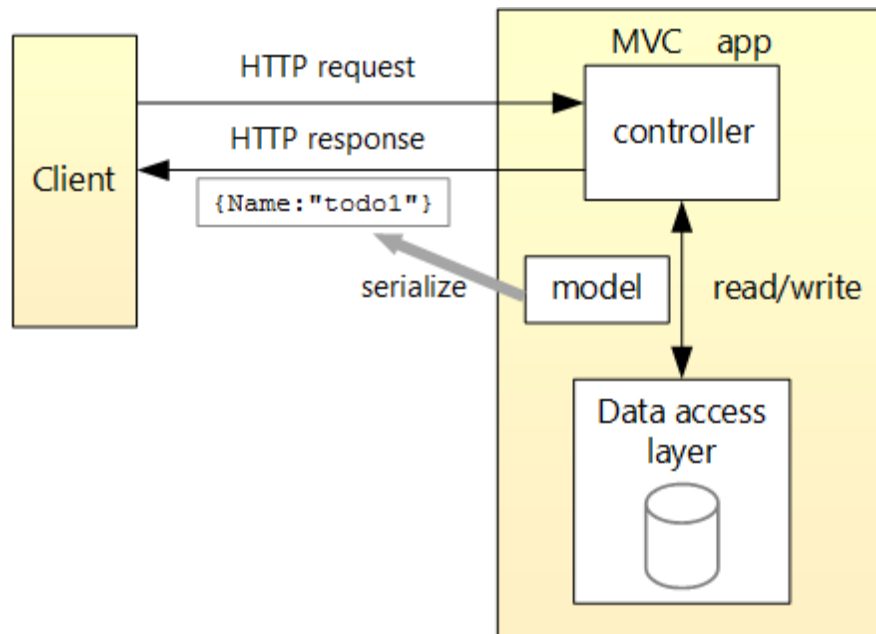 MVC app
HTTP request
controller
HTTP response
Client
{Name:"todo1"}
serialize
model
read/write
Data access
layer